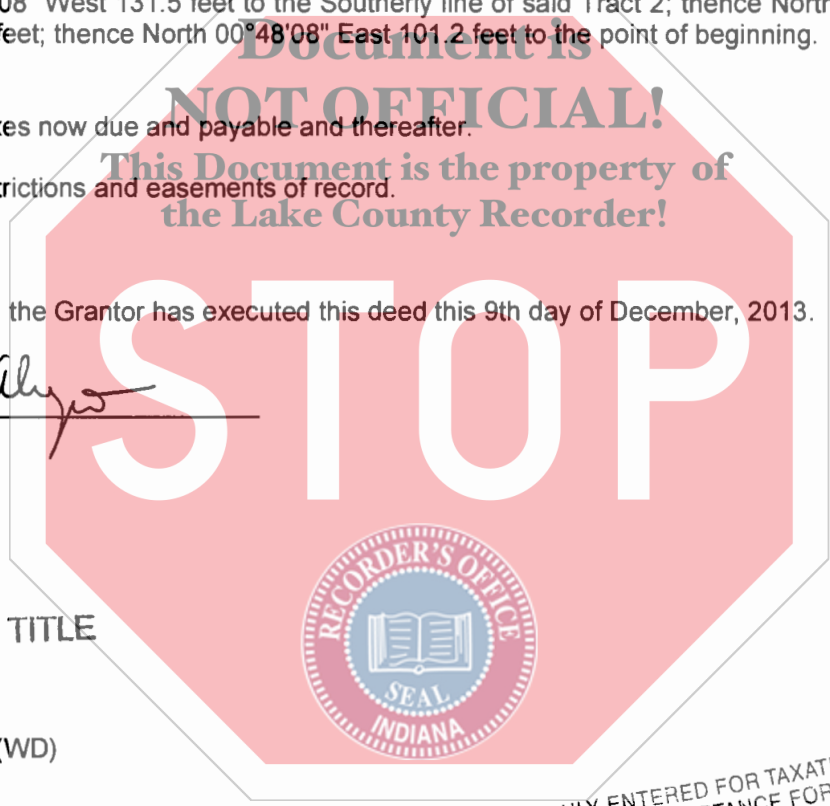 08" West 131.5 feet to the Southerly line of said Tract 2; thence North
feet; thence North 00°48'08" East 101.2 feet to the point of beginning.
Document is
NOT OFFICIAL!
es now due and payable and thereafter.
This Document is the property of
trictions and easements of record.
the Lake County Recorder!
the Grantor has executed this deed this 9th day of December, 2013.
STOP
RECORDER'S OFFICE
SEAL
INDIANA
TITLE
(WD)
ENTERED FOR TAXATI
FOR